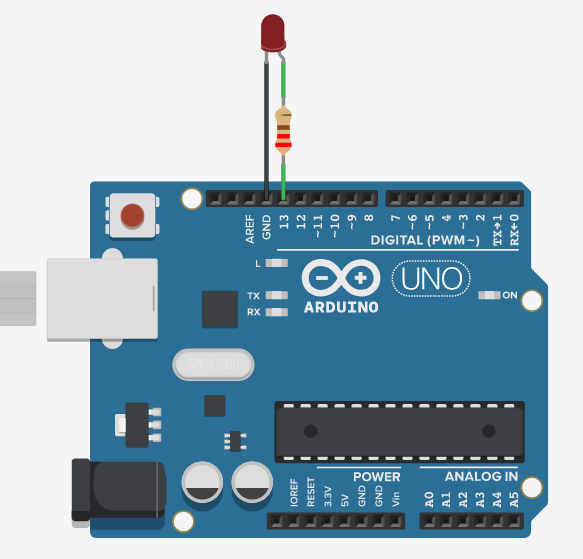 AREF
GND
13
12
~11
~10
~9
8
7
~6
~5
4
~3
2
TX→1
RX←0
DIGITAL (PWM~)
L
TX
RX
ARDUINO
UNO
ON
POWER
ANALOG IN
IOREF
RESET
3.3V
5V
GND
GND
Vin
A0
A1
A2
A3
A4
A5